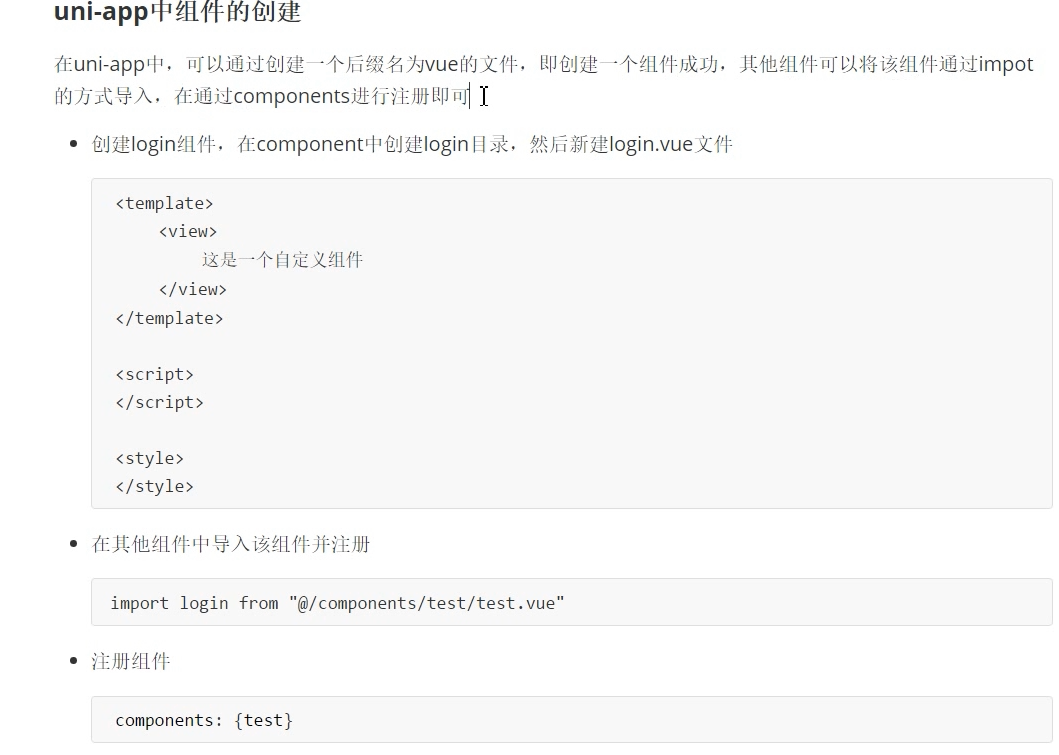 uni-app中组件的创建
在uni-app中，可以通过创建一个后缀名为vue的文件，即创建一个组件成功，其他组件可以将该组件通过impot
的方式导入，在通过components进行注册即可
创建login组件，在component中创建login目录，然后新建login.vue文件
<template>
<view>
这是一个自定义组件
</view>
</template>
<script>
</script>
<style>
</style>
在其他组件中导入该组件并注册
import login from "@/components/test/test.vue"
注册组件
components: {test}